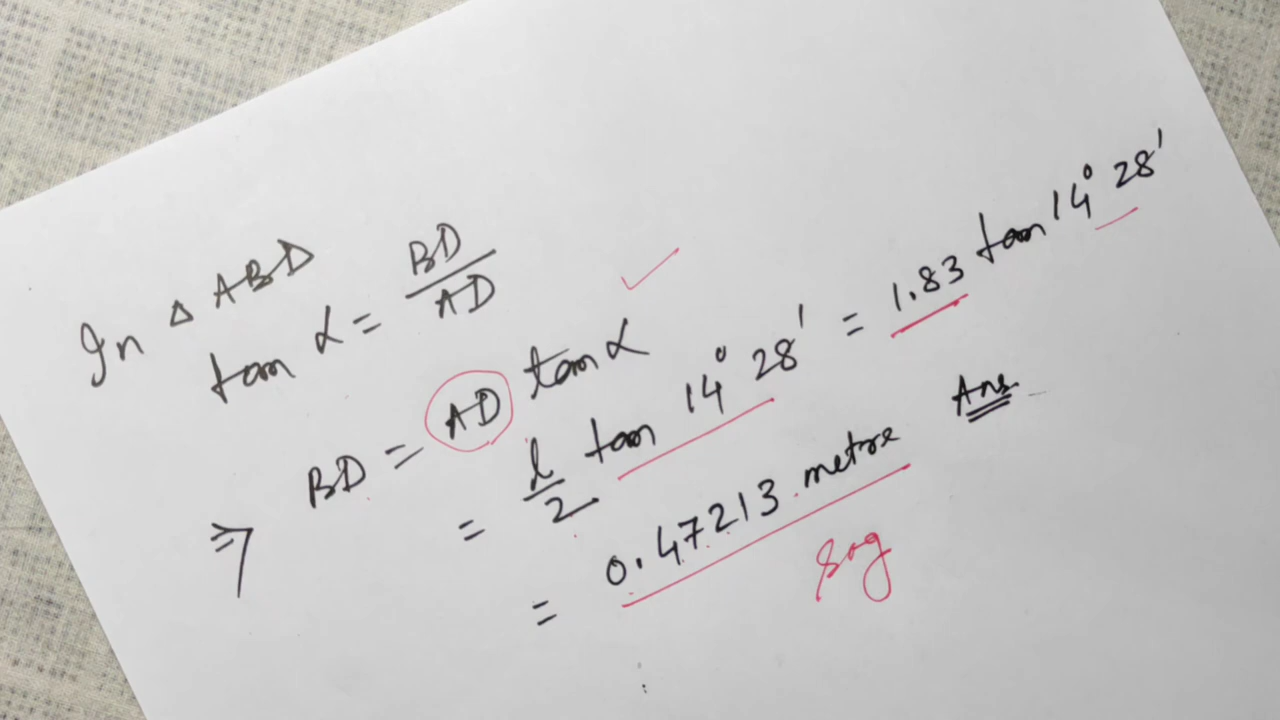 In Δ ABD
tan α = BD/AD
⇒ BD = AD tan α
= l/2 tan 14° 28' = 1.83 tan 14° 28'
= 0.47213 metre Ans
Sag